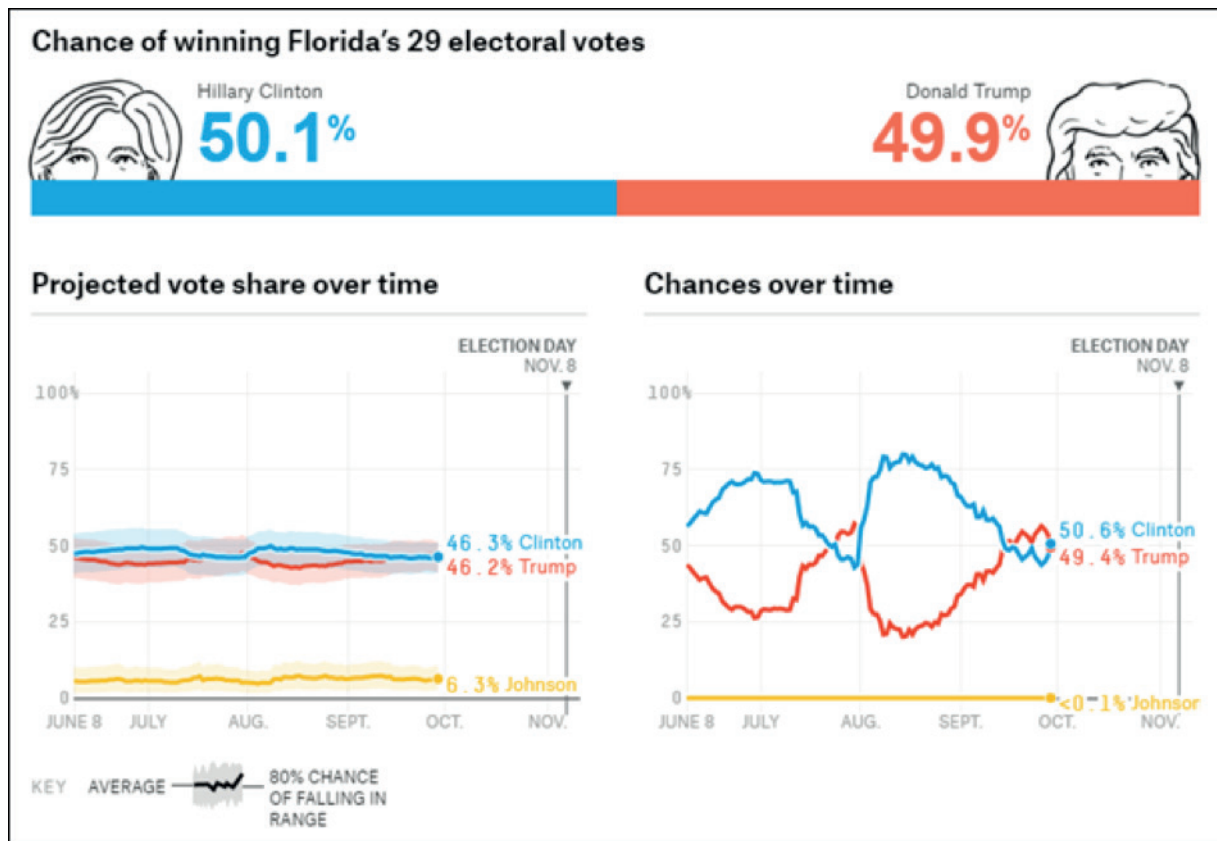 Chance of winning Florida's 29 electoral votes
Hillary Clinton
50.1%
Donald Trump
49.9%
Projected vote share over time
ELECTION DAY
NOV. 8
100%
75
50
25
0
46.3% Clinton
46.2% Trump
6.3% Johnson
JUNE 8 JULY AUG. SEPT. OCT. NOV.
KEY AVERAGE 80% CHANCE
OF FALLING IN
RANGE
Chances over time
ELECTION DAY
NOV. 8
100%
75
50
25
0
50.6% Clinton
49.4% Trump
<0.1% Johnson
JUNE 8 JULY AUG. SEPT. OCT. NOV.